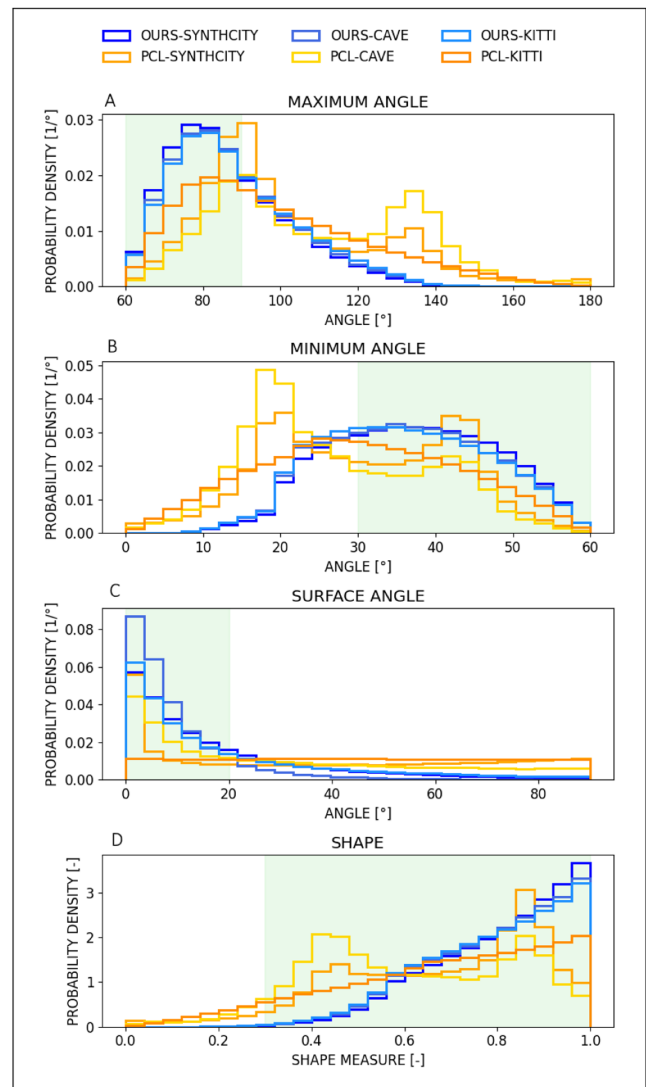 OURS-SYNTHCITY OURS-CAVE OURS-KITTI
PCL-SYNTHCITY PCL-CAVE PCL-KITTI
A MAXIMUM ANGLE
PROBABILITY DENSITY [1/°]
0.03
0.02
0.01
0.00
60 80 100 120 140 160 180
ANGLE [°]
B MINIMUM ANGLE
PROBABILITY DENSITY [1/°]
0.05
0.04
0.03
0.02
0.01
0.00
0 10 20 30 40 50 60
ANGLE [°]
C SURFACE ANGLE
PROBABILITY DENSITY [1/°]
0.08
0.06
0.04
0.02
0.00
0 20 40 60 80
ANGLE [°]
D SHAPE
PROBABILITY DENSITY [-]
3
2
1
0
0.0 0.2 0.4 0.6 0.8 1.0
SHAPE MEASURE [-]